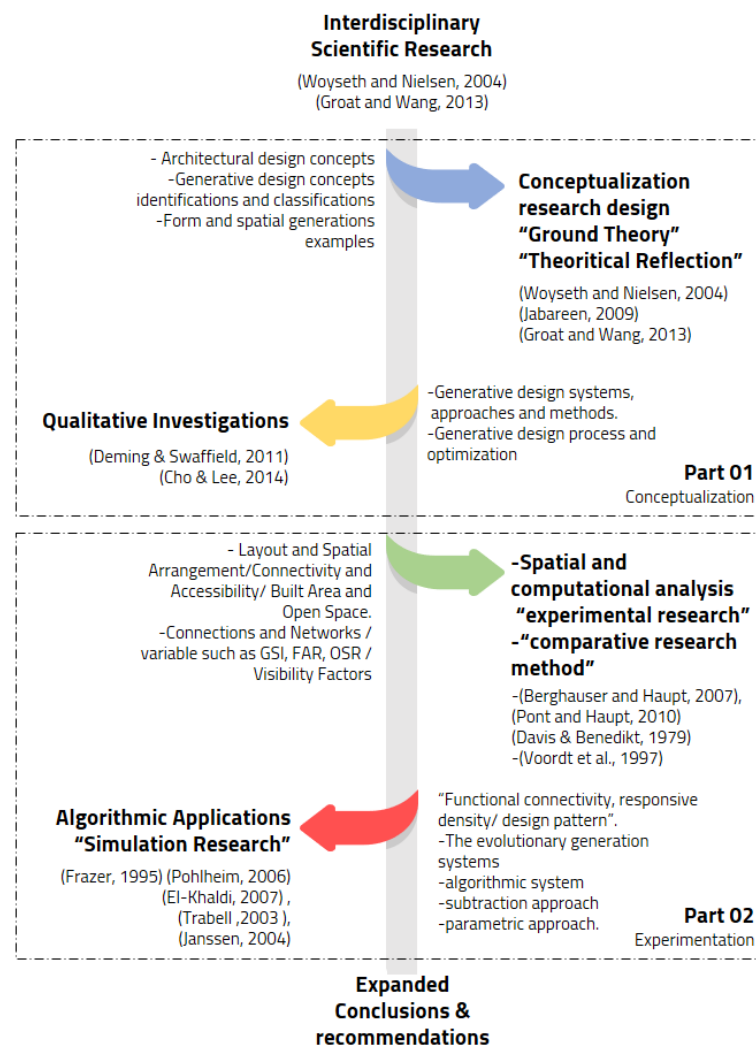 Interdisciplinary
Scientific Research
(Woyseth and Nielsen, 2004)
(Groat and Wang, 2013)
- Architectural design concepts
-Generative design concepts
identifications and classifications
-Form and spatial generations
examples
Conceptualization
research design
“Ground Theory”
“Theoritical Reflection”
(Woyseth and Nielsen, 2004)
(Jabareen, 2009)
(Groat and Wang, 2013)
Qualitative Investigations
(Deming & Swaffield, 2011)
(Cho & Lee, 2014)
-Generative design systems,
approaches and methods.
-Generative design process and
optimization
Part 01
Conceptualization
- Layout and Spatial
Arrangement/Connectivity and
Accessibility/ Built Area and
Open Space.
-Connections and Networks /
variable such as GSI, FAR, OSR /
Visibility Factors
-Spatial and
computational analysis
“experimental research”
-“comparative research
method”
-(Berghauser and Haupt, 2007),
(Pont and Haupt, 2010)
(Davis & Benedikt, 1979)
-(Voordt et al., 1997)
Algorithmic Applications
“Simulation Research”
(Frazer, 1995) (Pohlheim, 2006)
(El-Khaldi, 2007) ,
(Trabell ,2003 ),
(Janssen, 2004)
“Functional connectivity, responsive
density/ design pattern”.
-The evolutionary generation
systems
-algorithmic system
-subtraction approach
-parametric approach.
Part 02
Experimentation
Expanded
Conclusions &
recommendations